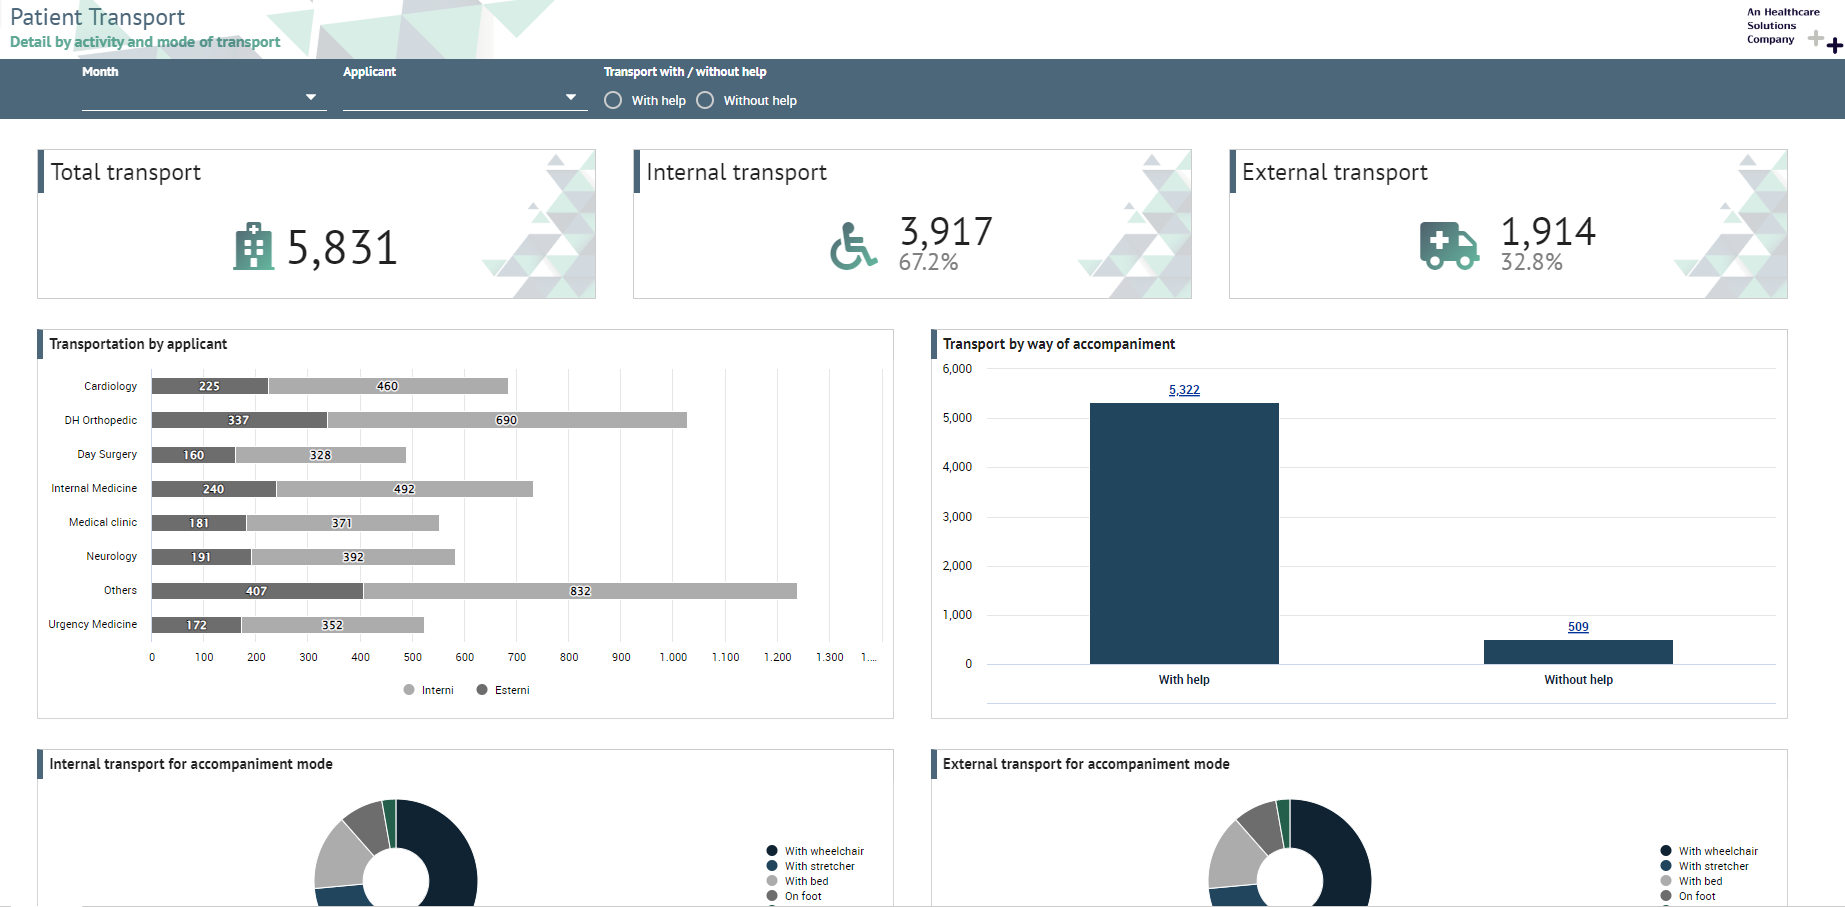 Patient Transport
Detail by activity and mode of transport
An Healthcare
Solutions
Company
Month
Applicant
Transport with / without help
With help
Without help
Total transport
5,831
Internal transport
3,917
67.2%
External transport
1,914
32.8%
Transportation by applicant
Cardiology 225 460
DH Orthopedic 337 690
Day Surgery 160 328
Internal Medicine 240 492
Medical clinic 181 371
Neurology 191 392
Others 407 832
Urgency Medicine 172 352
0 100 200 300 400 500 600 700 800 900 1.000 1.100 1.200 1.300 1....
Interni Esterni
Transport by way of accompaniment
6,000
5,000
4,000
3,000
2,000
1,000
0
5,322
509
With help Without help
Internal transport for accompaniment mode
With wheelchair
With stretcher
With bed
On foot
External transport for accompaniment mode
With wheelchair
With stretcher
With bed
On foot